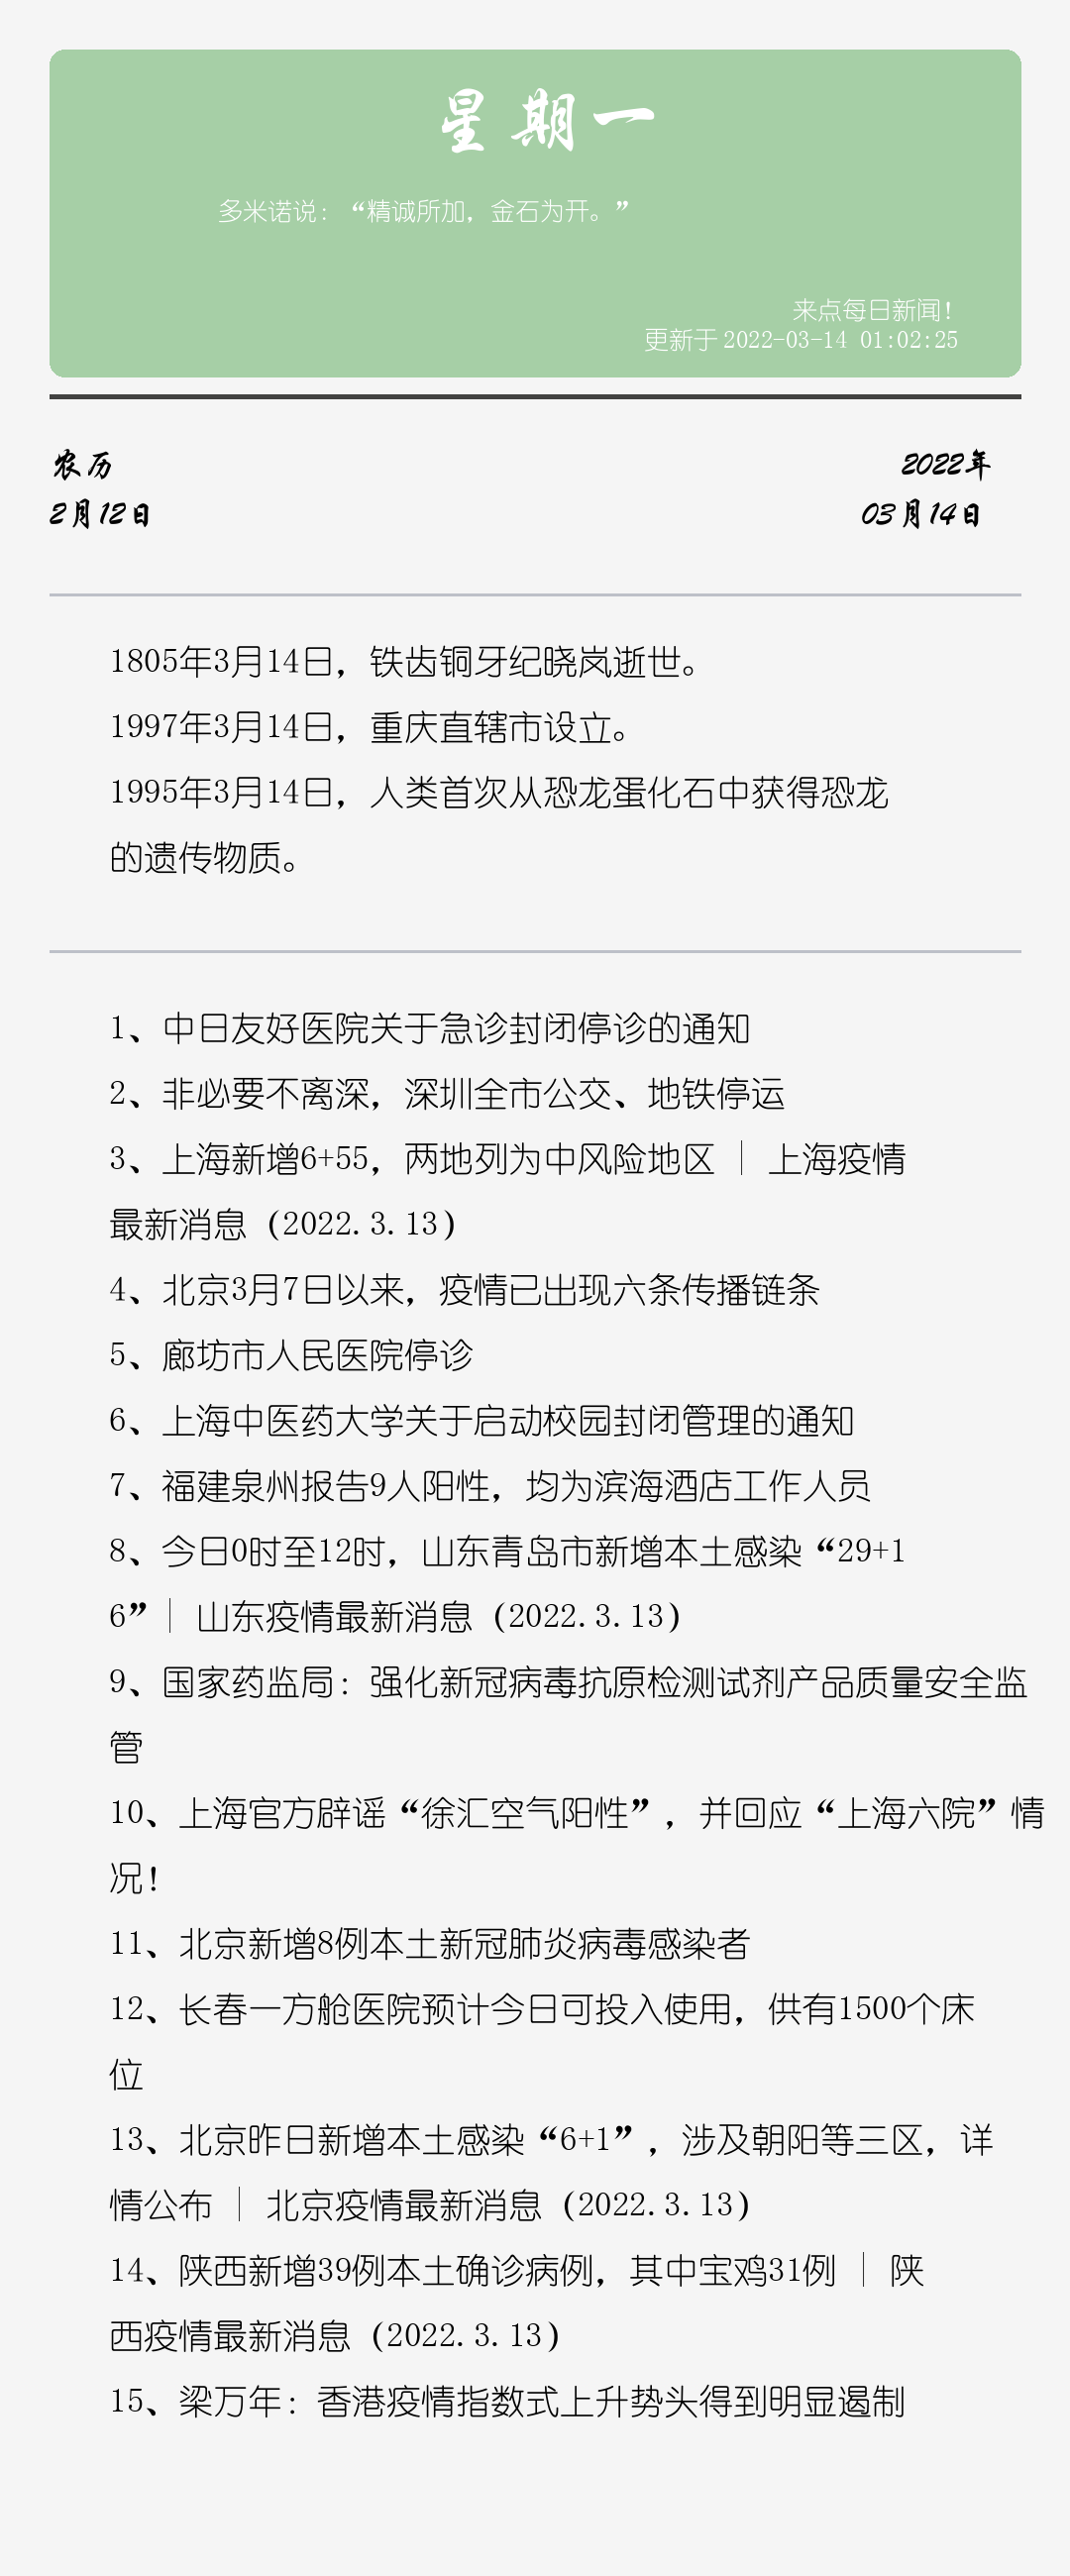 星期一
多米诺说：“精诚所加，金石为开。”
来点每日新闻！
更新于 2022-03-14 01:02:25
农历
2月12日
2022年
03月14日
1805年3月14日，铁齿铜牙纪晓岚逝世。
1997年3月14日，重庆直辖市设立。
1995年3月14日，人类首次从恐龙蛋化石中获得恐龙
的遗传物质。
1、中日友好医院关于急诊封闭停诊的通知
2、非必要不离深，深圳全市公交、地铁停运
3、上海新增6+55，两地列为中风险地区 | 上海疫情
最新消息（2022.3.13）
4、北京3月7日以来，疫情已出现六条传播链条
5、廊坊市人民医院停诊
6、上海中医药大学关于启动校园封闭管理的通知
7、福建泉州报告9人阳性，均为滨海酒店工作人员
8、今日0时至12时，山东青岛市新增本土感染“29+1
6”| 山东疫情最新消息（2022.3.13）
9、国家药监局：强化新冠病毒抗原检测试剂产品质量安全监
管
10、上海官方辟谣“徐汇空气阳性”，并回应“上海六院”情
况！
11、北京新增8例本土新冠肺炎病毒感染者
12、长春一方舱医院预计今日可投入使用，供有1500个床
位
13、北京昨日新增本土感染“6+1”，涉及朝阳等三区，详
情公布 | 北京疫情最新消息（2022.3.13）
14、陕西新增39例本土确诊病例，其中宝鸡31例 | 陕
西疫情最新消息（2022.3.13）
15、梁万年：香港疫情指数式上升势头得到明显遏制